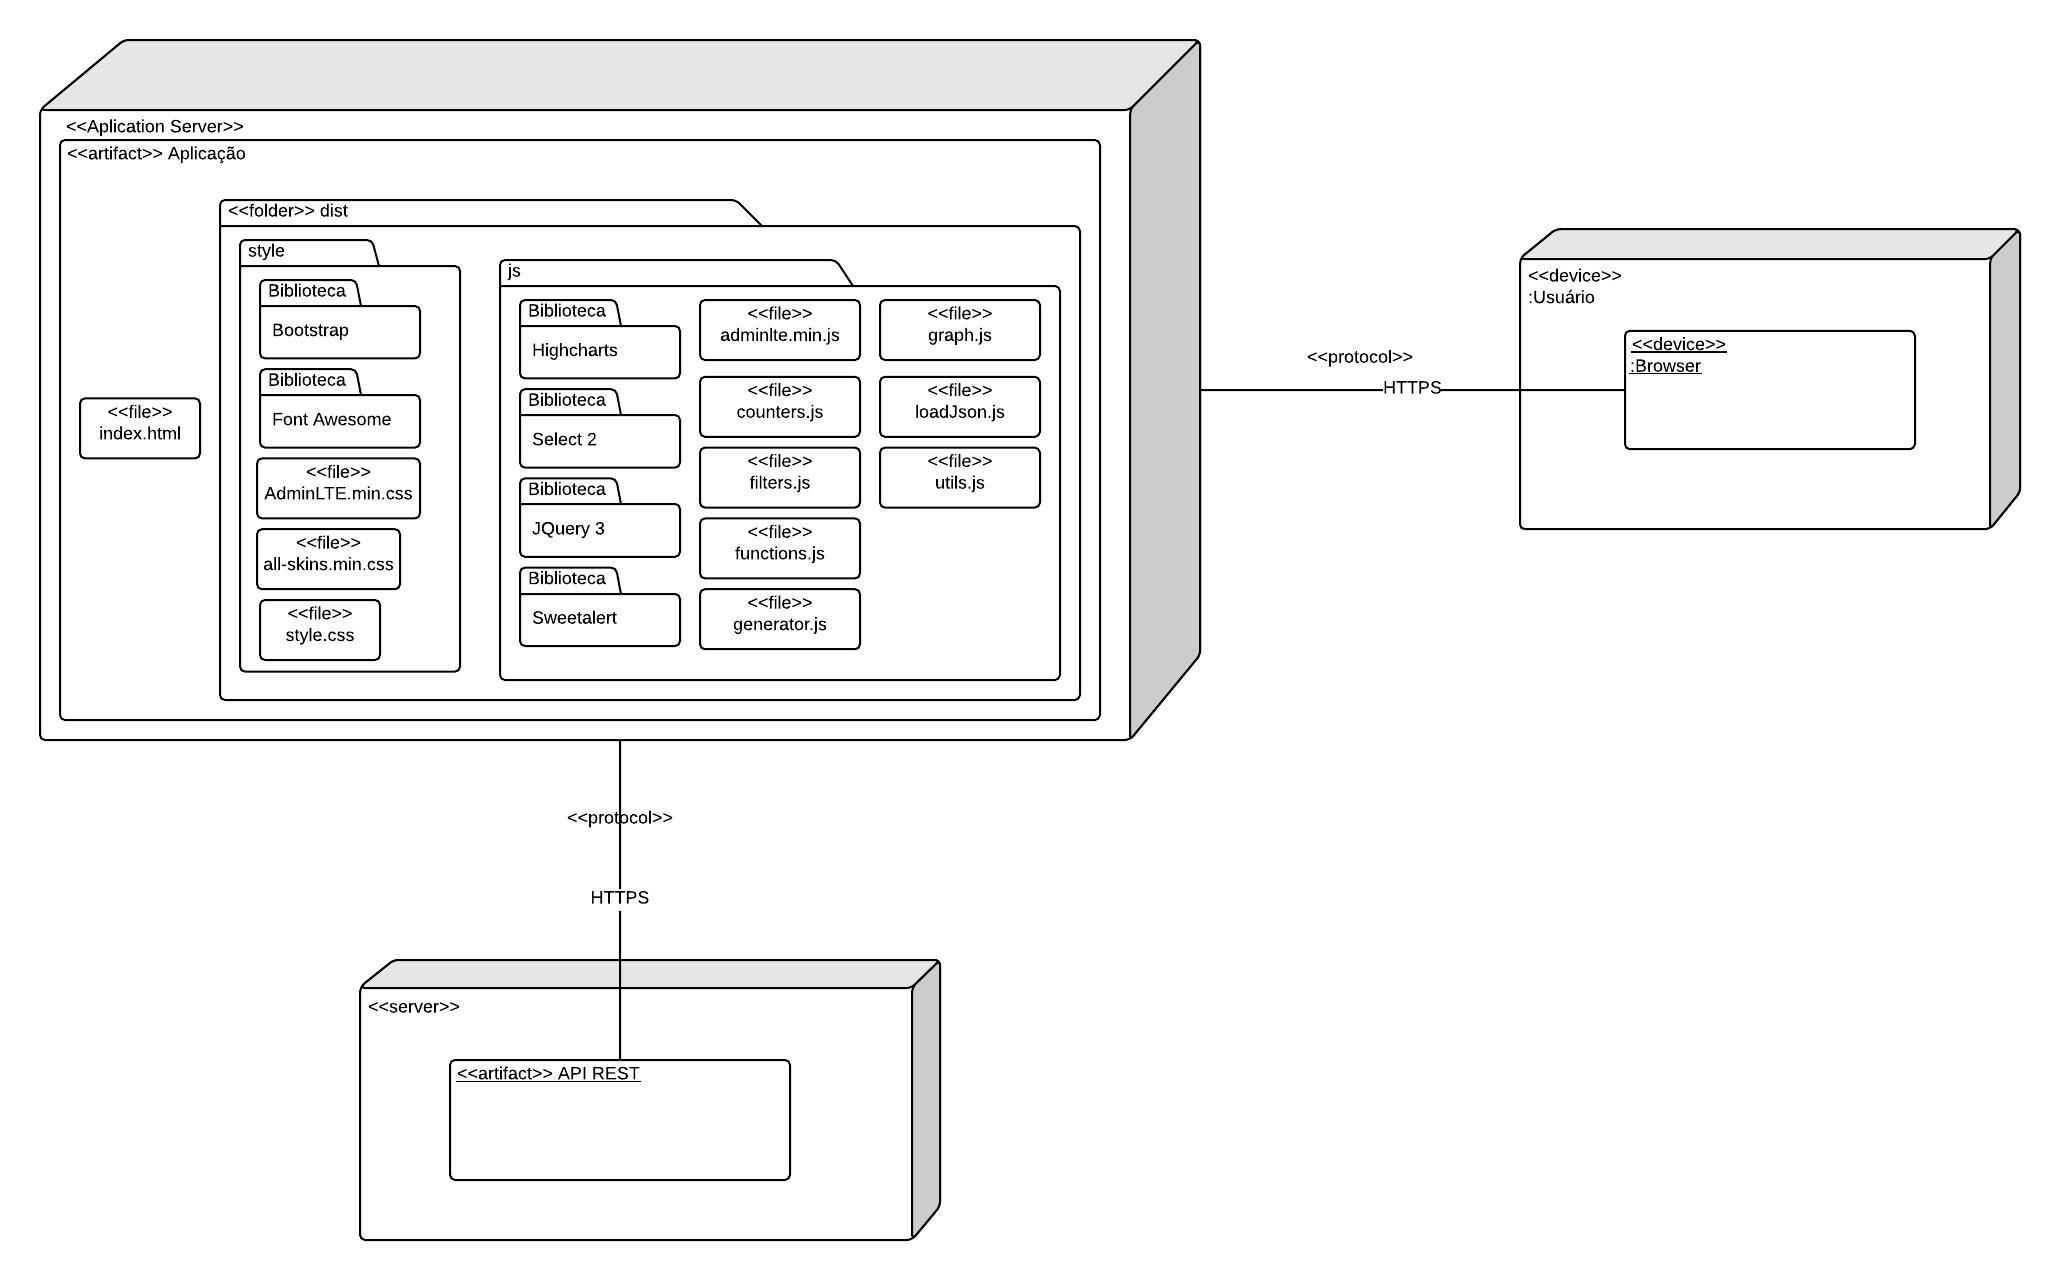 <<Aplication Server>>
<<artifact>> Aplicação
<<folder>> dist
style
Biblioteca
Bootstrap
Biblioteca
Font Awesome
<<file>>
AdminLTE.min.css
<<file>>
all-skins.min.css
<<file>>
style.css
<<file>>
index.html
js
Biblioteca
Highcharts
Biblioteca
Select 2
Biblioteca
JQuery 3
Biblioteca
Sweetalert
<<file>>
adminlte.min.js
<<file>>
counters.js
<<file>>
filters.js
<<file>>
functions.js
<<file>>
generator.js
<<file>>
graph.js
<<file>>
loadJson.js
<<file>>
utils.js
<<protocol>>
HTTPS
<<device>>
:Usuário
<<device>>
:Browser
<<protocol>>
HTTPS
<<server>>
<<artifact>> API REST